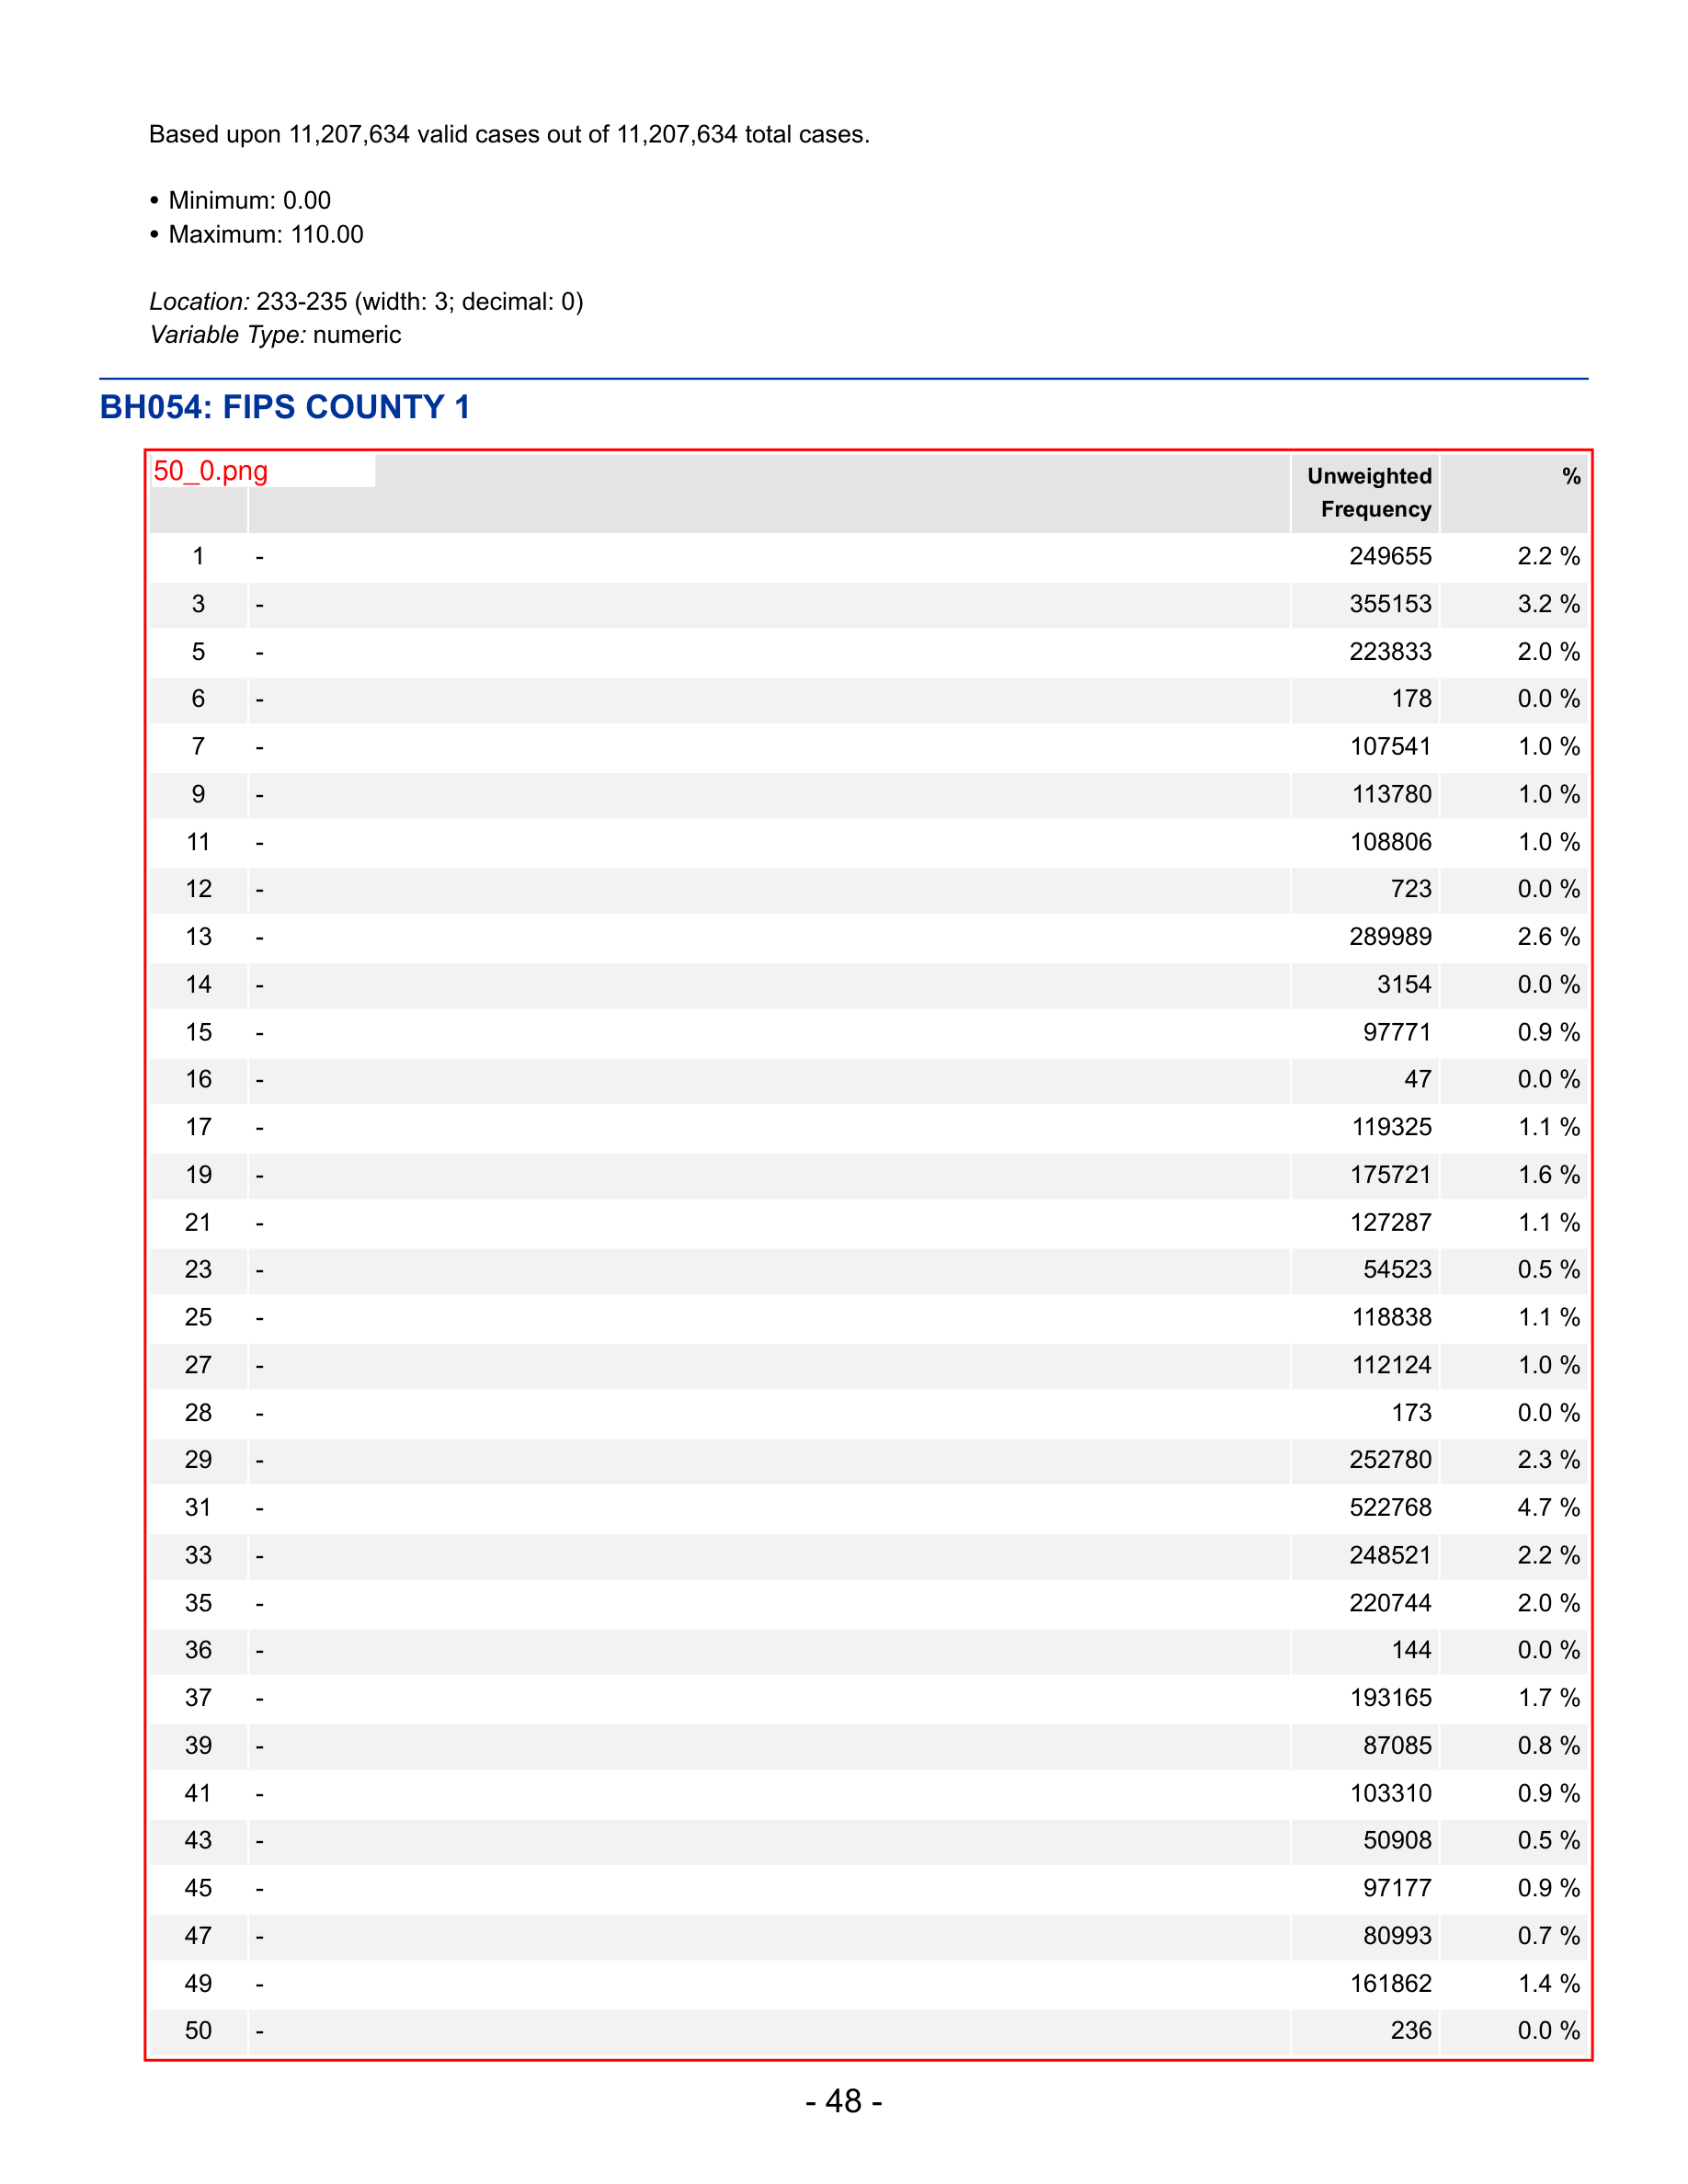 Based upon 11,207,634 valid cases out of 11,207,634 total cases.
• Minimum: 0.00
• Maximum: 110.00
Location: 233-235 (width: 3; decimal: 0)
Variable Type: numeric
BH054: FIPS COUNTY 1
50_0.png
Unweighted Frequency %
1 - 249655 2.2 %
3 - 355153 3.2 %
5 - 223833 2.0 %
6 - 178 0.0 %
7 - 107541 1.0 %
9 - 113780 1.0 %
11 - 108806 1.0 %
12 - 723 0.0 %
13 - 289989 2.6 %
14 - 3154 0.0 %
15 - 97771 0.9 %
16 - 47 0.0 %
17 - 119325 1.1 %
19 - 175721 1.6 %
21 - 127287 1.1 %
23 - 54523 0.5 %
25 - 118838 1.1 %
27 - 112124 1.0 %
28 - 173 0.0 %
29 - 252780 2.3 %
31 - 522768 4.7 %
33 - 248521 2.2 %
35 - 220744 2.0 %
36 - 144 0.0 %
37 - 193165 1.7 %
39 - 87085 0.8 %
41 - 103310 0.9 %
43 - 50908 0.5 %
45 - 97177 0.9 %
47 - 80993 0.7 %
49 - 161862 1.4 %
50 - 236 0.0 %
- 48 -